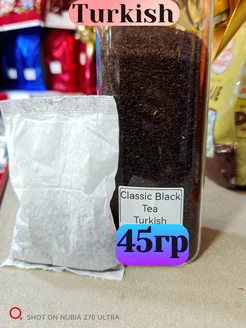 Turkish
Classic Black
Tea
Turkish
45гр
SHOT ON NUBIA Z70 ULTRA